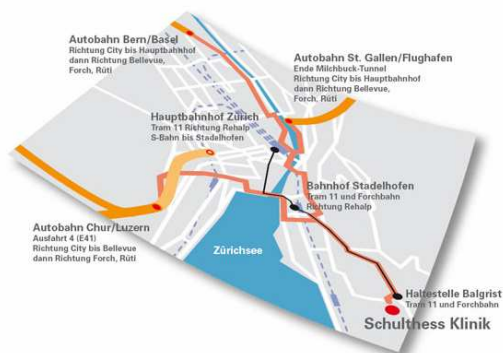 Autobahn Bern/Basel
Richtung City bis Hauptbahnhof
dann Richtung Bellevue,
Forch, Rüti
Autobahn St. Gallen/Flughafen
Ende Milchbuck-Tunnel
Richtung City bis Hauptbahnhof
dann Richtung Bellevue,
Forch, Rüti
Hauptbahnhof Zürich
Tram 11 Richtung Rehalp
S-Bahn bis Stadelhofen
Bahnhof Stadelhofen
Tram 11 und Forchbahn
Richtung Rehalp
Autobahn Chur/Luzern
Ausfahrt 4 (E41)
Richtung City bis Bellevue
dann Richtung Forch, Rüti
Zürichsee
Haltestelle Balgrist
Tram 11 und Forchbahn
Schulthess Klinik